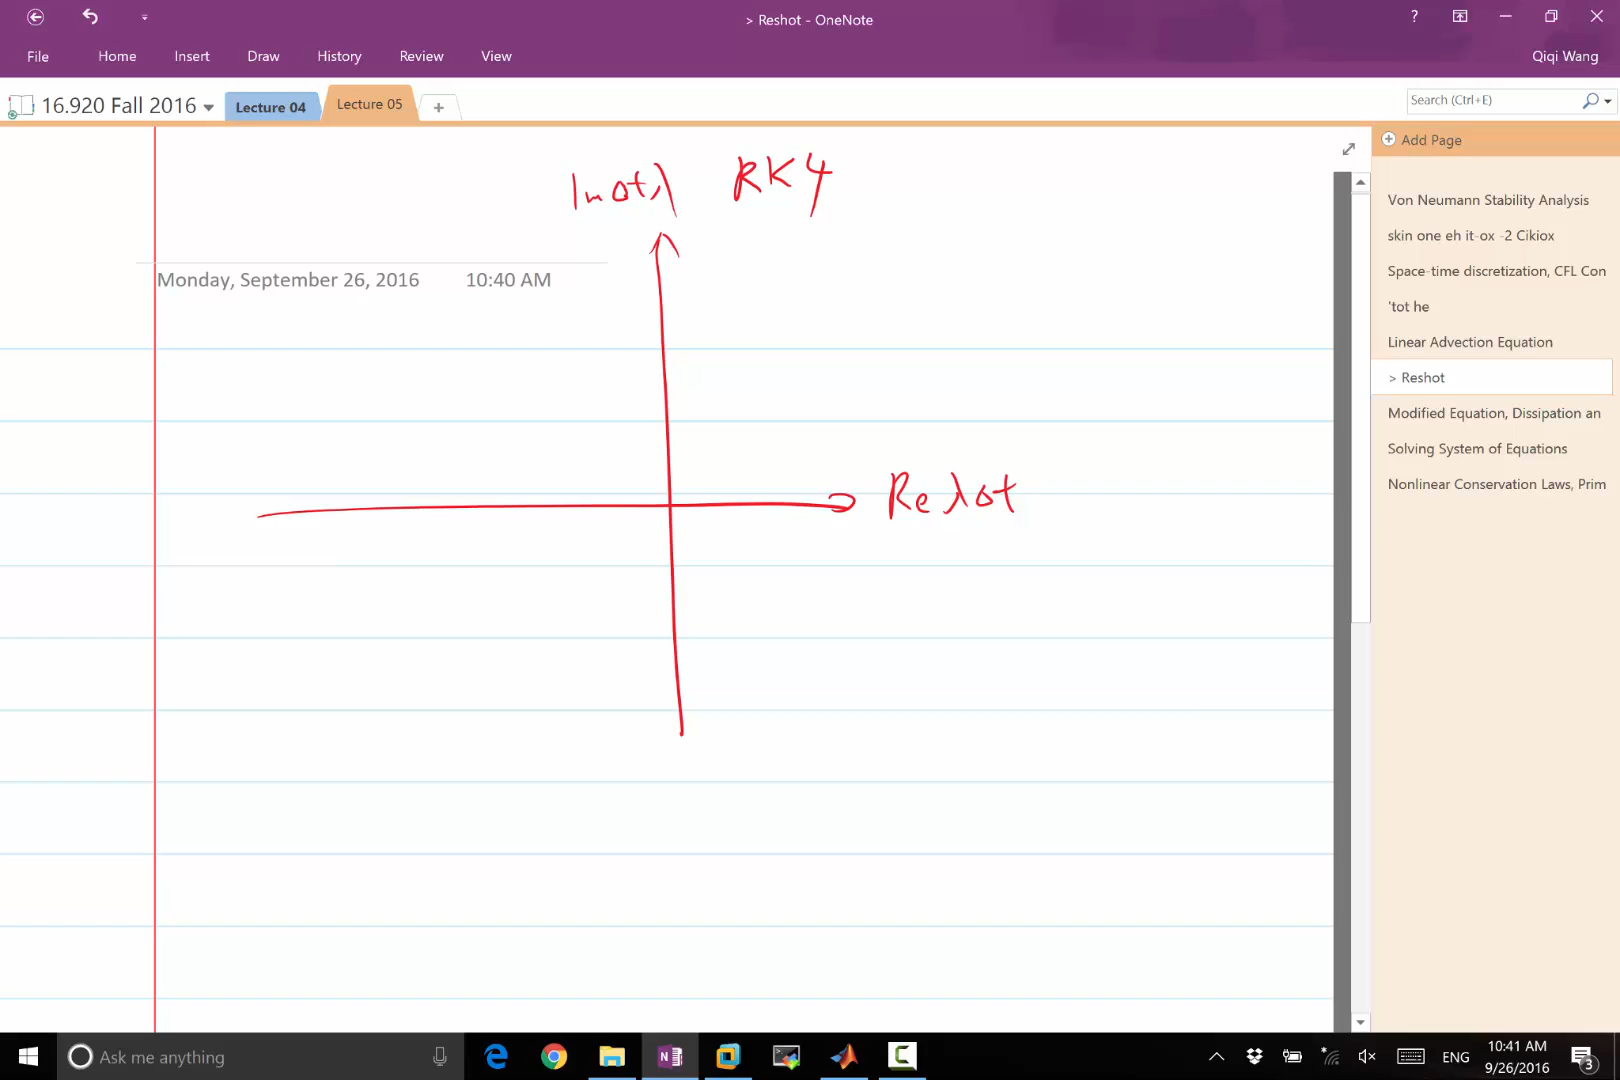 > Reshot - OneNote
?
File Home Insert Draw History Review View
Qiqi Wang
16.920 Fall 2016 Lecture 04 Lecture 05 +
Search (Ctrl+E)
Add Page
Im Δtλ RK4
Monday, September 26, 2016 10:40 AM
Re λΔt
Von Neumann Stability Analysis
skin one eh it-ox -2 Cikiox
Space-time discretization, CFL Con
'tot he
Linear Advection Equation
> Reshot
Modified Equation, Dissipation an
Solving System of Equations
Nonlinear Conservation Laws, Prim
Ask me anything
ENG
10:41 AM
9/26/2016
3